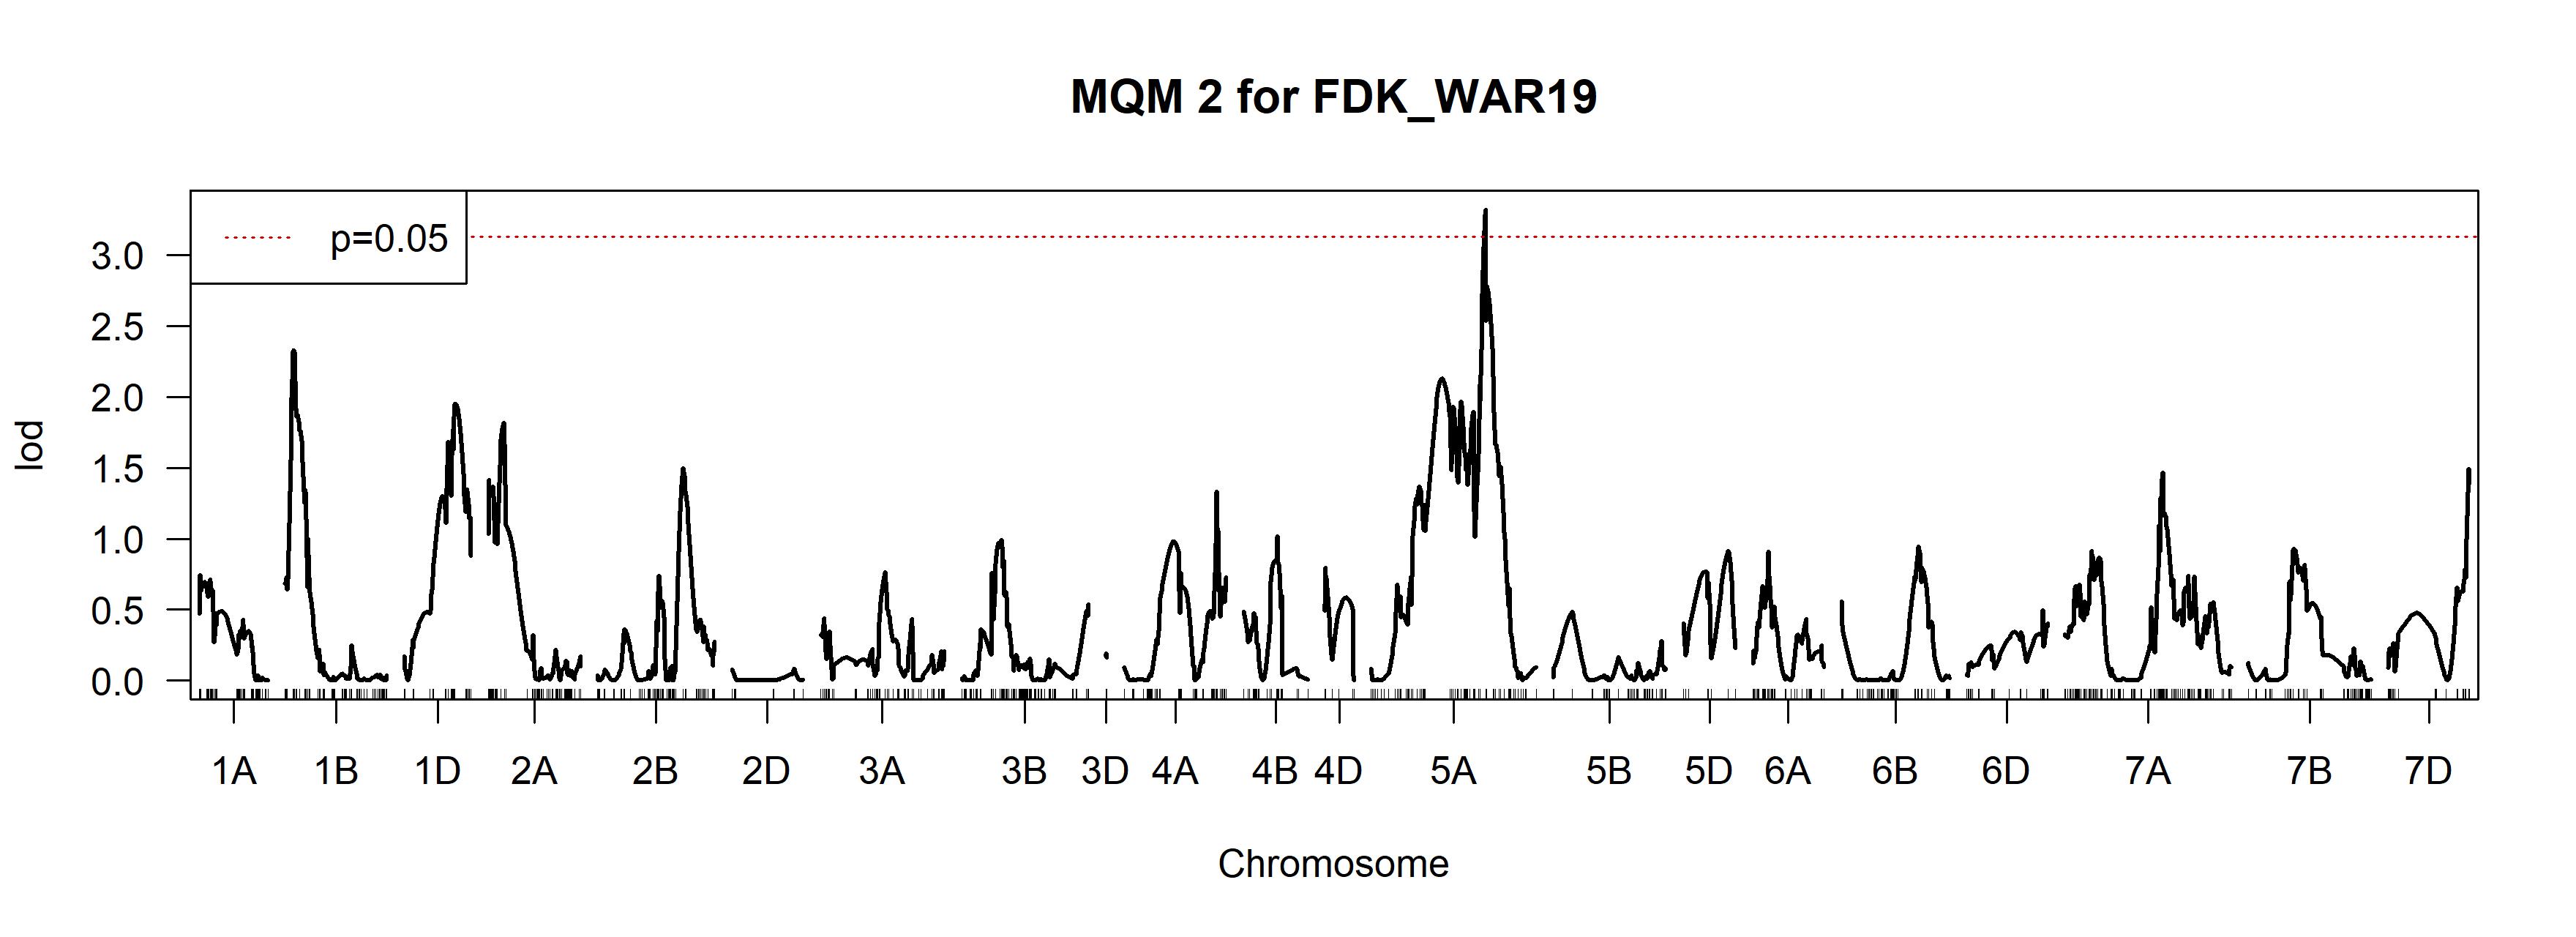 MQM 2 for FDK_WAR19
p=0.05
lod
3.0
2.5
2.0
1.5
1.0
0.5
0.0
1A 1B 1D 2A 2B 2D 3A 3B 3D 4A 4B 4D 5A 5B 5D 6A 6B 6D 7A 7B 7D
Chromosome